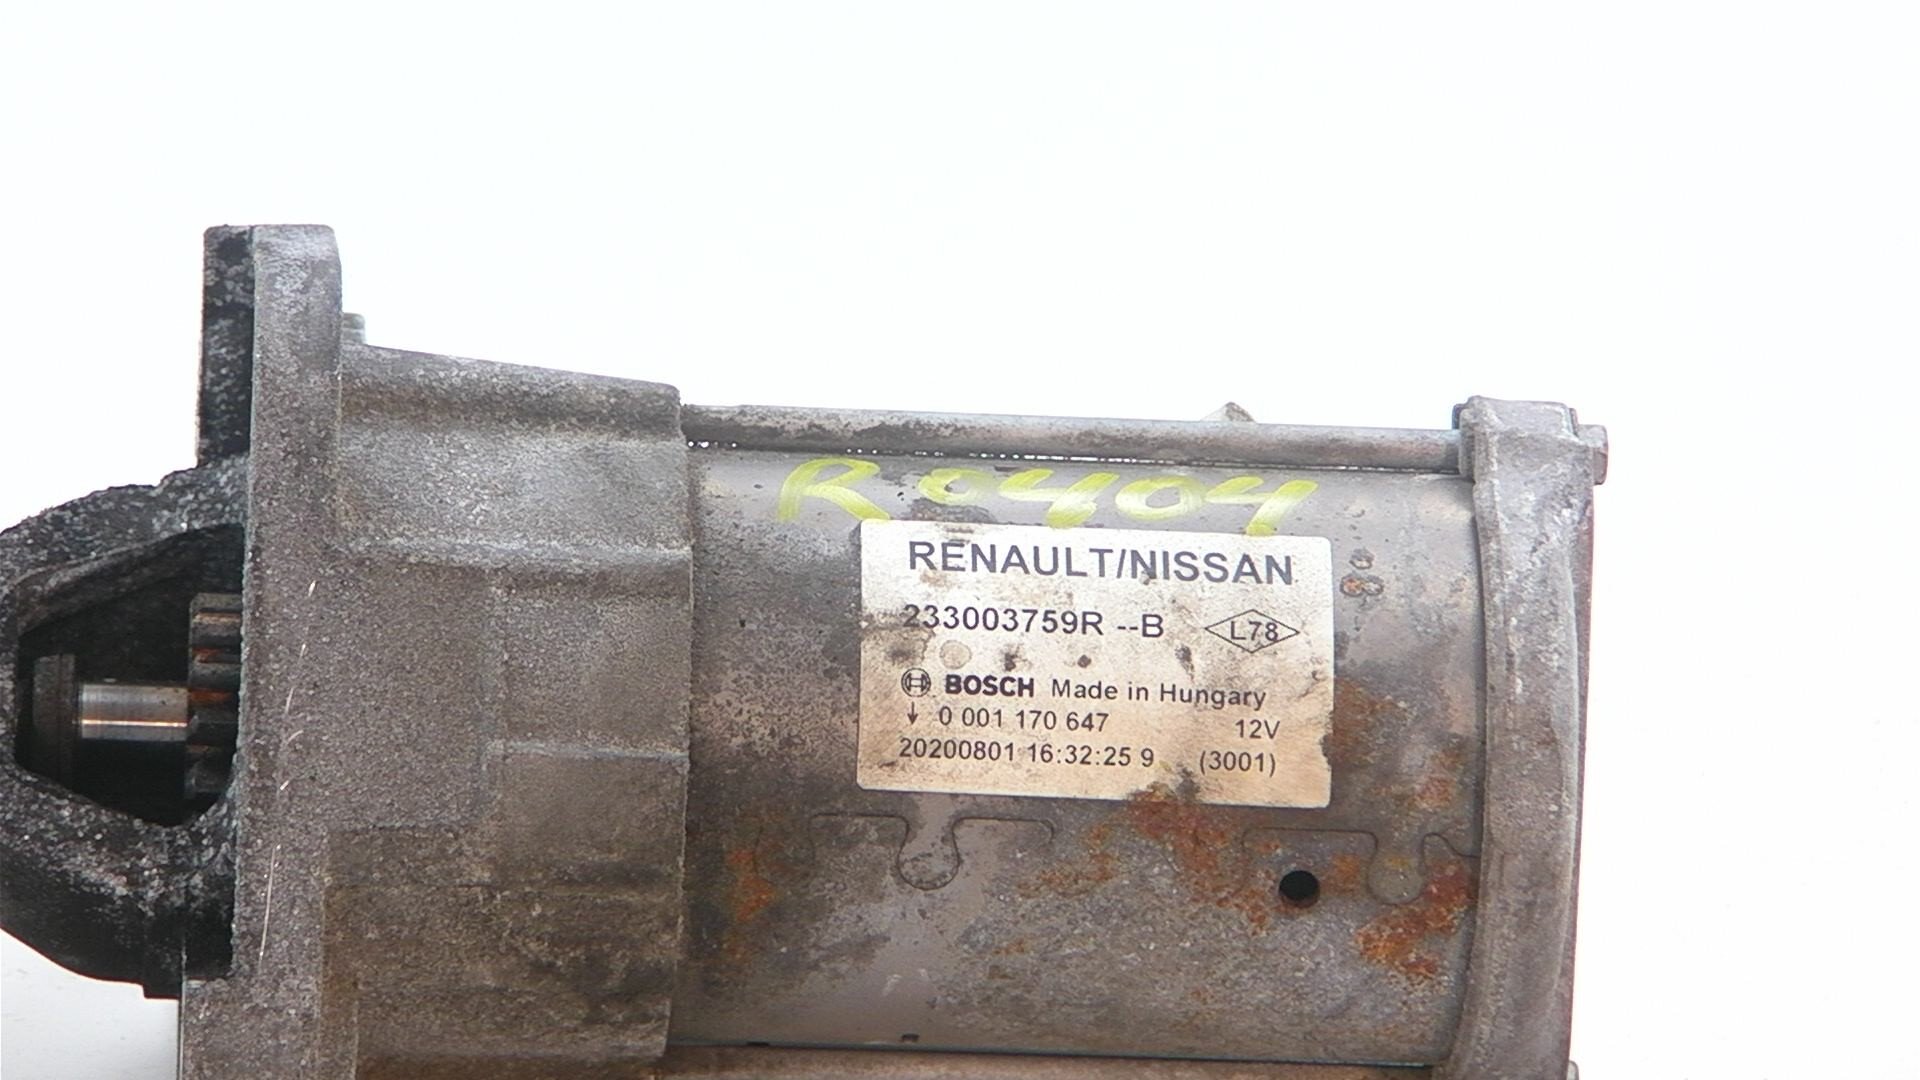 R 0404
RENAULT/NISSAN
233003759R --B
L78
BOSCH Made in Hungary
↓ 0 001 170 647 12V
20200801 16:32:25 9 (3001)